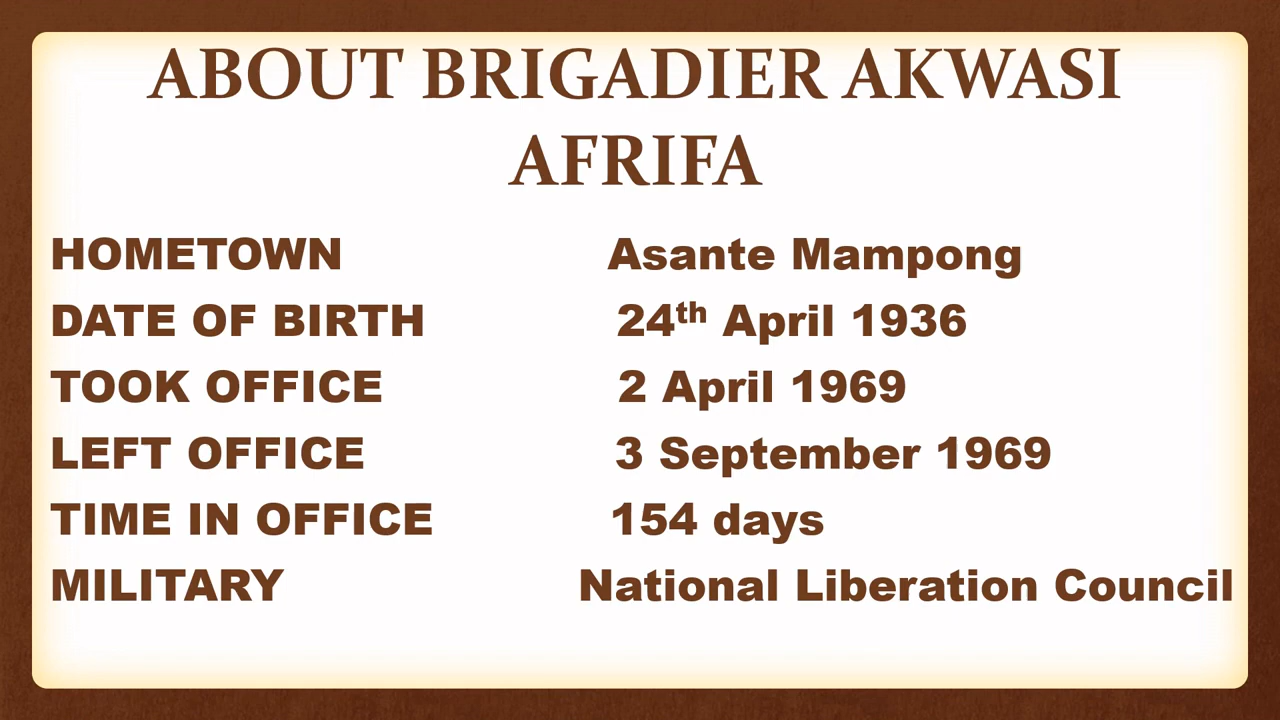 ABOUT BRIGADIER AKWASI
AFRIFA
HOMETOWN Asante Mampong
DATE OF BIRTH 24th April 1936
TOOK OFFICE 2 April 1969
LEFT OFFICE 3 September 1969
TIME IN OFFICE 154 days
MILITARY National Liberation Council